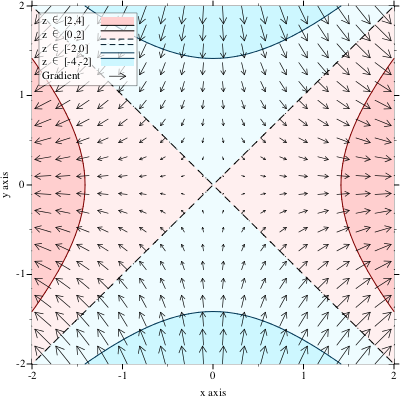 2
z ∈ [2,4]
z ∈ [0,2]
z ∈ [-2,0]
z ∈ [-4,-2]
Gradient
1
0
-1
-2
y axis
-2
-1
0
1
2
x axis